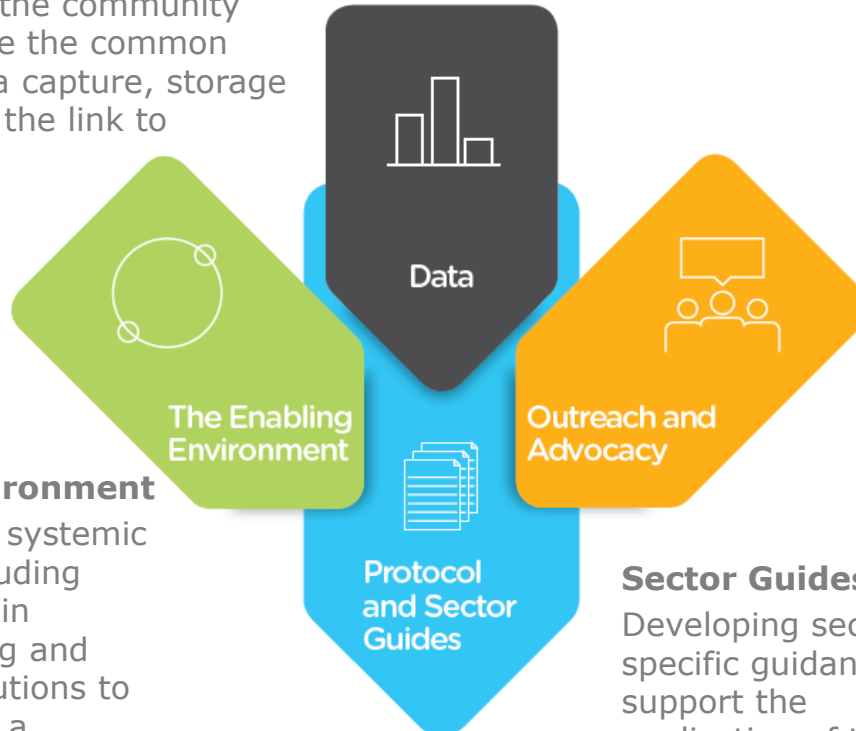 the community
e the common
a capture, storage
the link to
Data
The Enabling
Environment
Outreach and
Advocacy
ronment
systemic
uding
in
g and
utions to
a
Protocol
and Sector
Guides
Sector Guides
Developing sec
specific guidan
support the